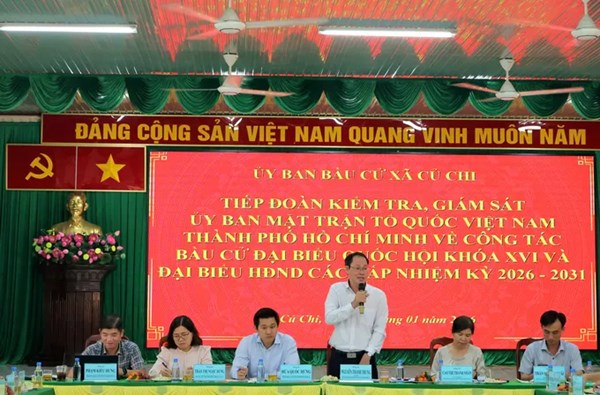 ĐẢNG CỘNG SẢN VIỆT NAM QUANG VINH MUÔN NĂM
ỦY BAN BẦU CỬ XÃ CỦ CHI
TIẾP ĐOÀN KIỂM TRA, GIÁM SÁT
ỦY BAN MẶT TRẬN TỔ QUỐC VIỆT NAM
THÀNH PHỐ HỒ CHÍ MINH VỀ CÔNG TÁC
BẦU CỬ ĐẠI BIỂU QUỐC HỘI KHÓA XVI VÀ
ĐẠI BIỂU HĐND CÁC CẤP NHIỆM KỲ 2026 - 2031
Củ Chi, 01 năm